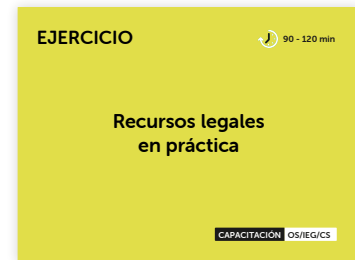 EJERCICIO
90 - 120 min
Recursos legales
en práctica
CAPACITACIÓN OS/IEG/CS